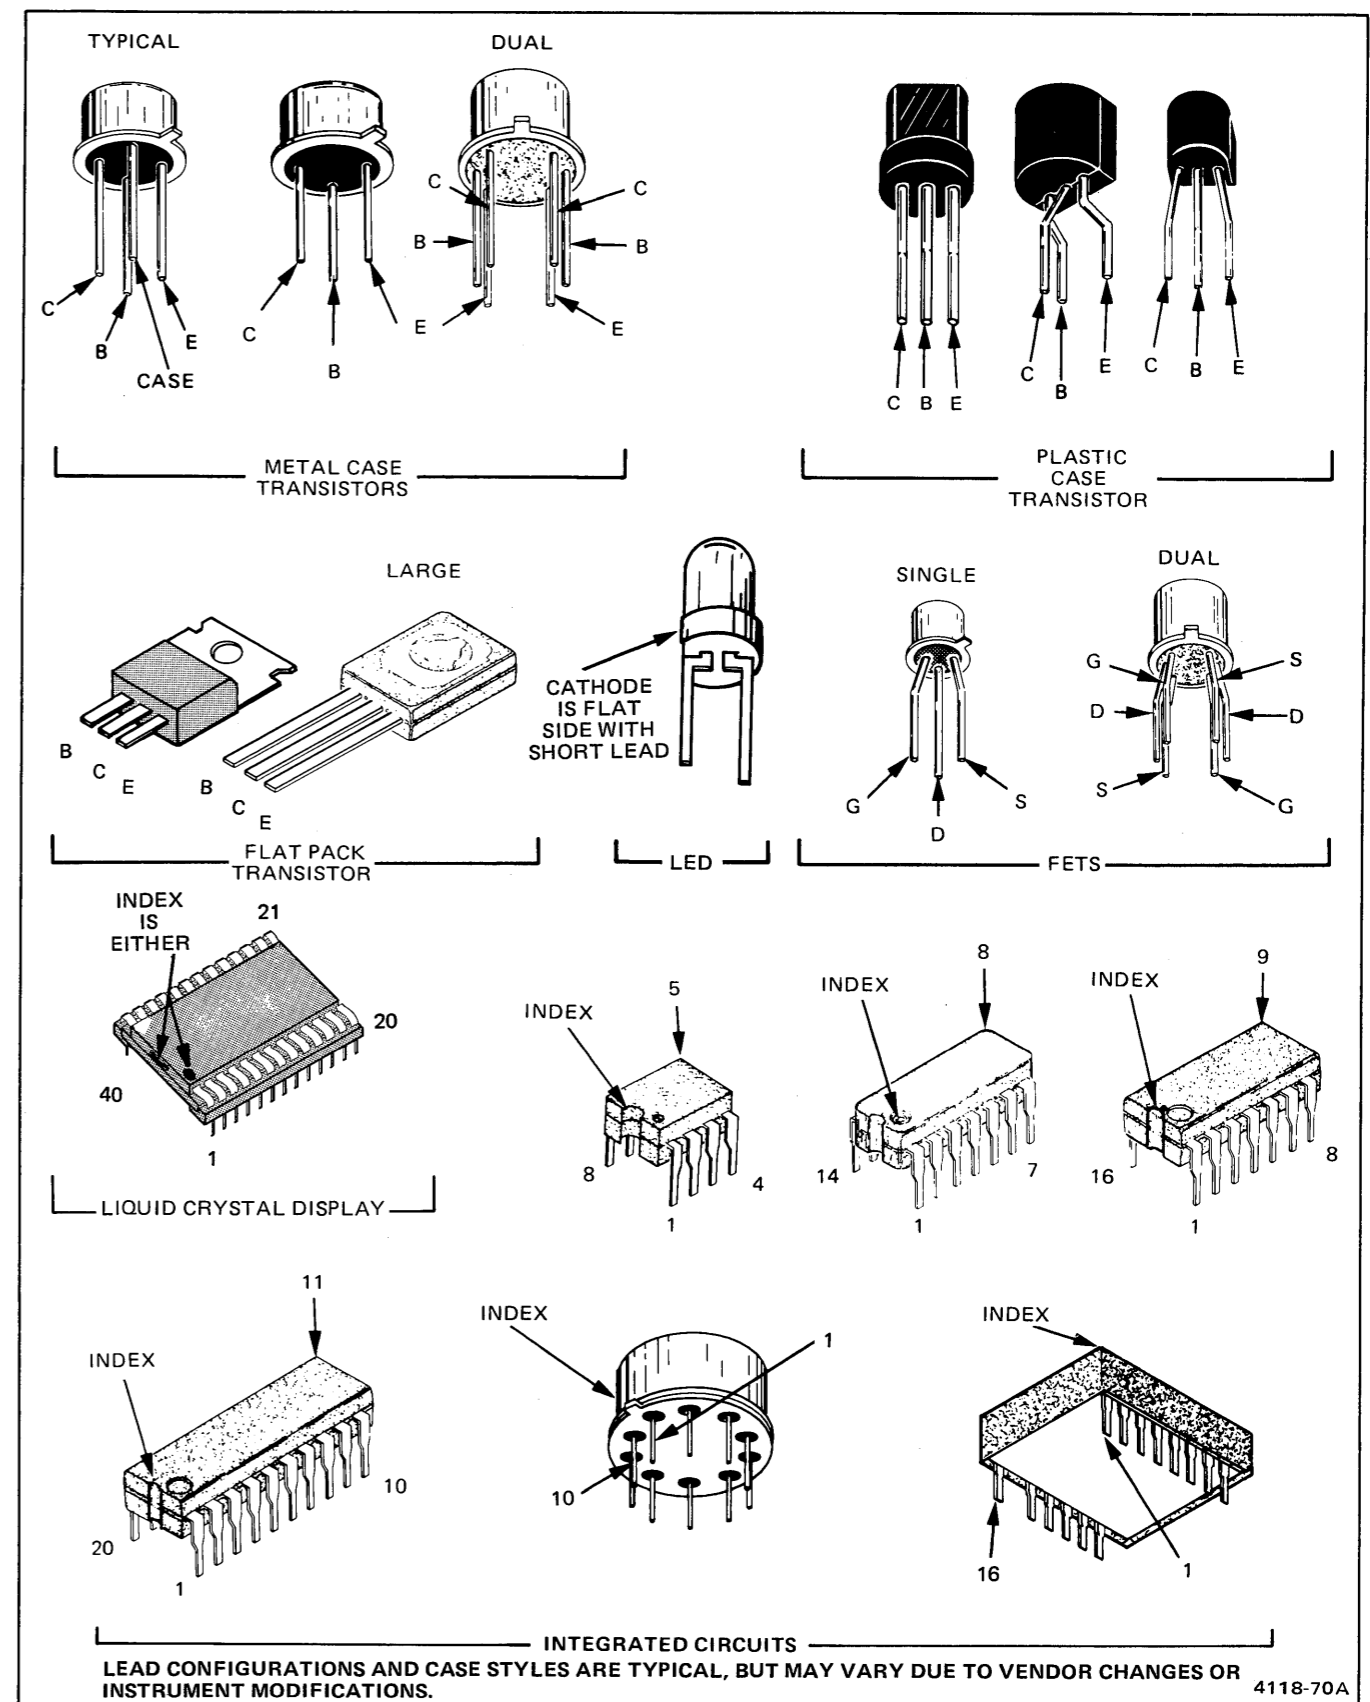 TYPICAL
DUAL
C
B
CASE
E
C
B
E
C
C
B
B
E
E
C B E
C
B
E
C
B
E
METAL CASE
TRANSISTORS
PLASTIC
CASE
TRANSISTOR
LARGE
B
C
E
B
C
E
FLAT PACK
TRANSISTOR
CATHODE
IS FLAT
SIDE WITH
SHORT LEAD
LED
SINGLE
DUAL
G
D
S
G
S
D
D
S
G
FETS
INDEX
IS
EITHER
21
20
40
1
LIQUID CRYSTAL DISPLAY
INDEX
5
8
4
1
INDEX
8
14
7
1
INDEX
9
16
8
1
11
INDEX
10
20
1
INDEX
1
10
INDEX
16
1
INTEGRATED CIRCUITS
LEAD CONFIGURATIONS AND CASE STYLES ARE TYPICAL, BUT MAY VARY DUE TO VENDOR CHANGES OR
INSTRUMENT MODIFICATIONS.
4118-70A